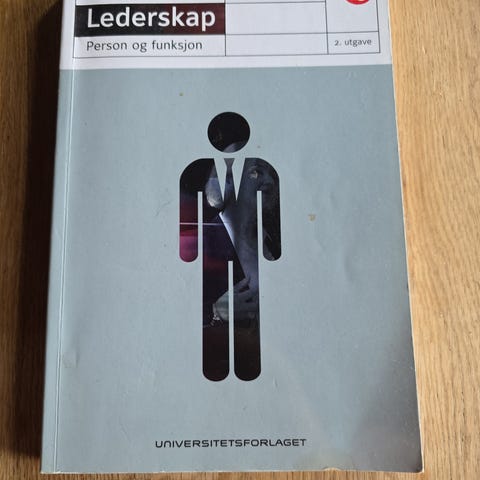 Lederskap
Person og funksjon
2. utgave
UNIVERSITETSFORLAGET